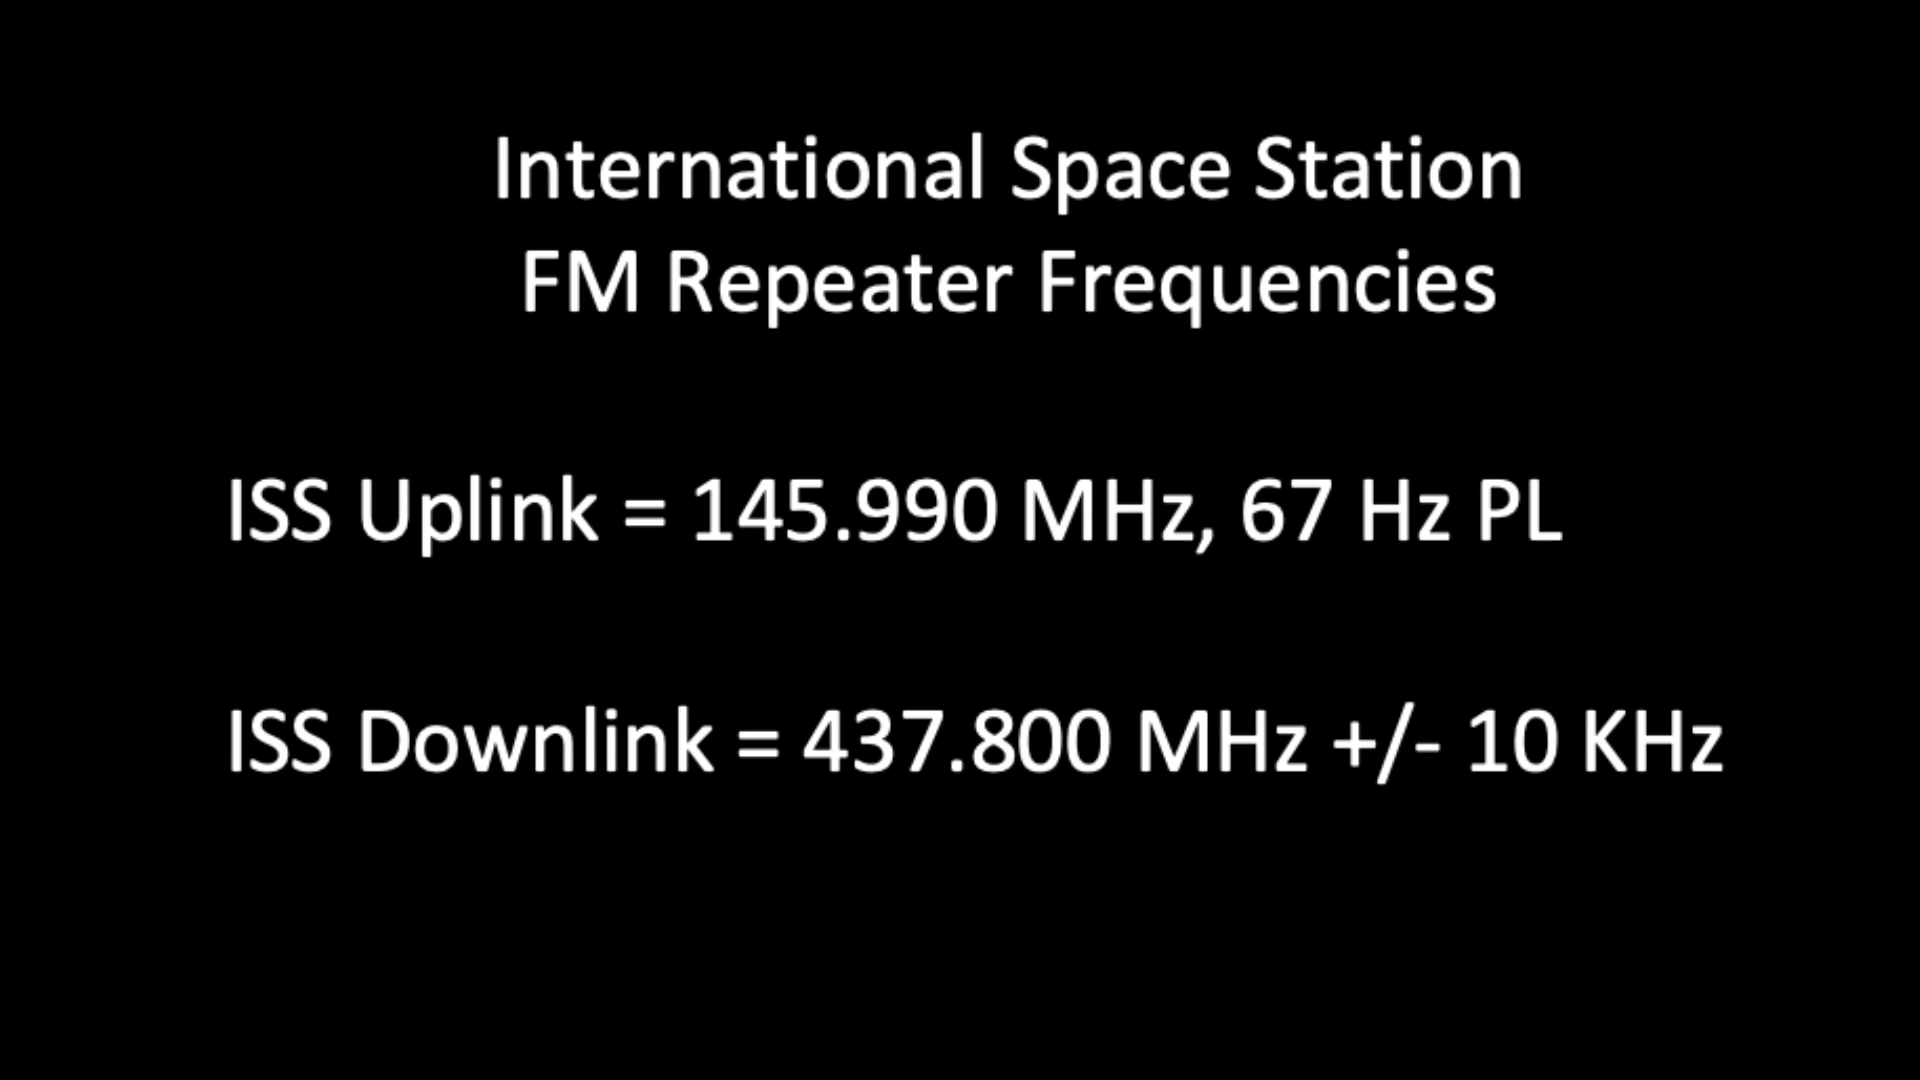 International Space Station
FM Repeater Frequencies
ISS Uplink = 145.990 MHz, 67 Hz PL
ISS Downlink = 437.800 MHz +/- 10 KHz